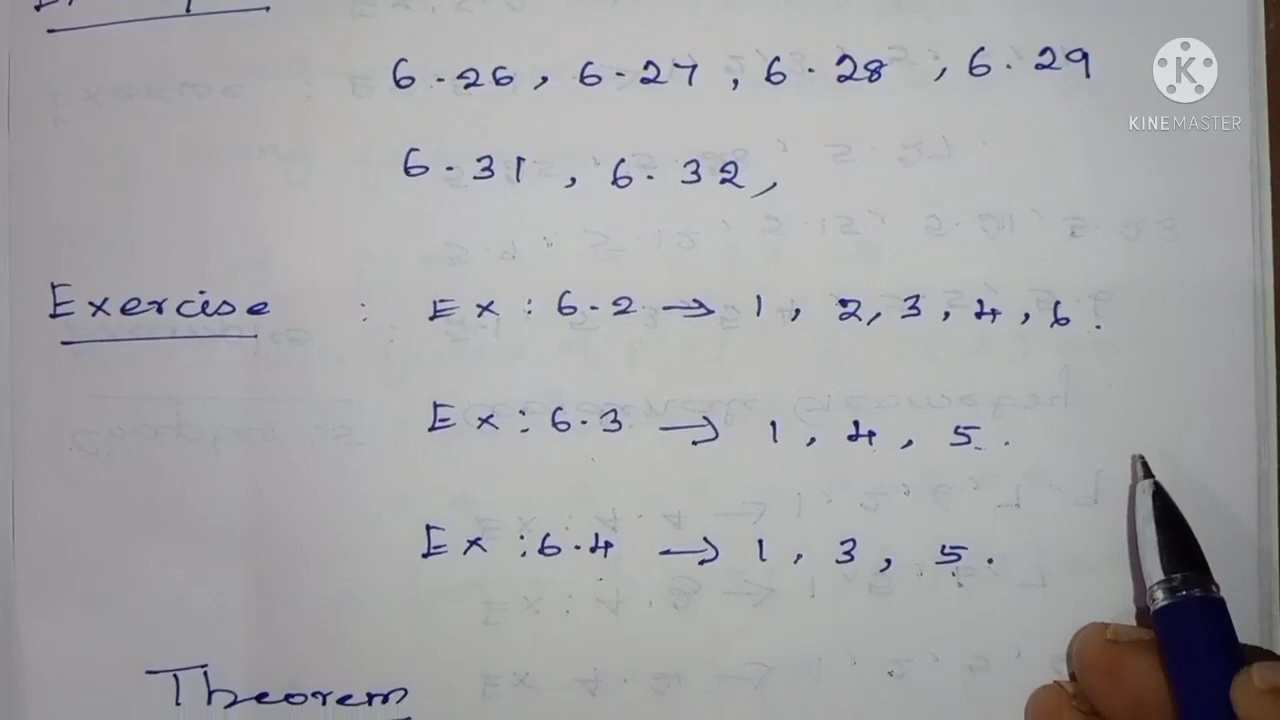 6.26, 6.27, 6.28, 6.29
KINEMASTER
6.31, 6.32,
Exercise : Ex : 6.2 → 1, 2, 3, 4, 6.
Ex : 6.3 → 1, 4, 5.
Ex : 6.4 → 1, 3, 5.
Theorem